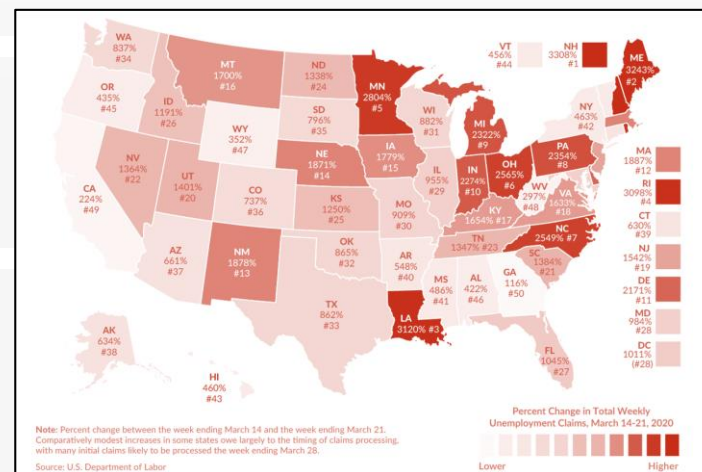 WA
837%
#34
OR
435%
#45
CA
224%
#49
ID
1191%
#26
NV
1364%
#22
MT
1700%
#16
WY
352%
#47
UT
1401%
#20
AZ
661%
#37
CO
737%
#36
NM
1878%
#13
ND
1338%
#24
SD
796%
#35
NE
1871%
#14
KS
1250%
#25
OK
865%
#32
TX
862%
#33
MN
2804%
#5
IA
1779%
#15
MO
909%
#30
AR
548%
#40
LA
3120% #3
WI
882%
#31
IL
955%
#29
MS
486%
#41
MI
2322%
#9
IN
2274%
#10
KY
1654% #17
TN
1347% #23
AL
422%
#46
OH
2565%
#6
WV
297%
#48
GA
116%
#50
FL
1045%
#27
SC
1384%
#21
NC
2549% #7
VA
1633%
#18
PA
2354%
#8
NY
463%
#42
VT
456%
#44
NH
3308%
#1
ME
3243%
#2
MA
1887%
#12
RI
3098%
#4
CT
630%
#39
NJ
1542%
#19
DE
2171%
#11
MD
984%
#28
DC
1011%
(#28)
AK
634%
#38
HI
460%
#43
Note: Percent change between the week ending March 14 and the week ending March 21.
Comparatively modest increases in some states owe largely to the timing of claims processing,
with many initial claims likely to be processed the week ending March 28.
Source: U.S. Department of Labor
Percent Change in Total Weekly
Unemployment Claims, March 14-21, 2020
Lower Higher